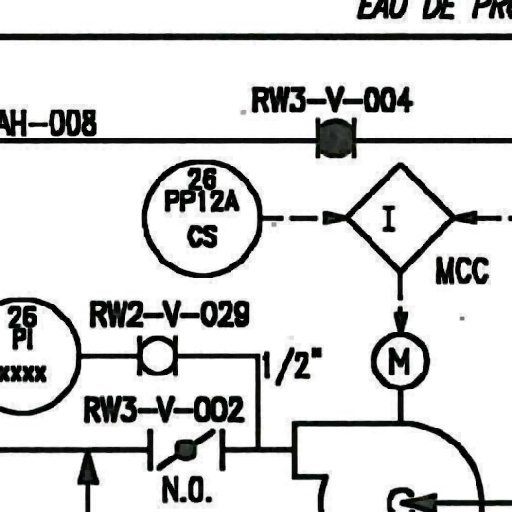 EAU DE PR
AH-008
RW3-V-004
26
PP12A
CS
I
MCC
26
PI
xxxx
RW2-V-029
1/2"
M
RW3-V-002
N.O.